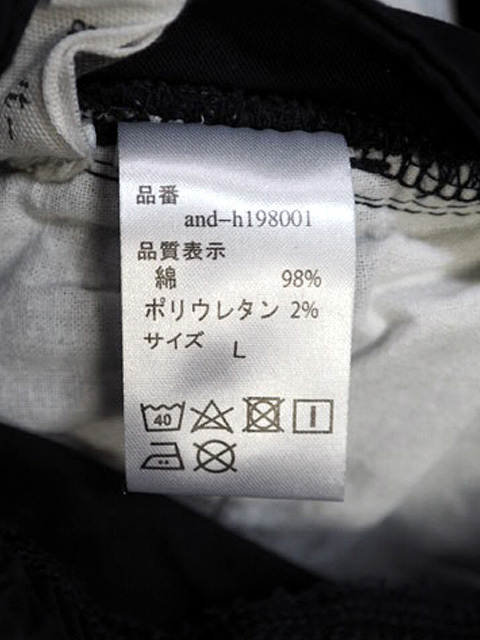 品番
and-h198001
品質表示
綿 98%
ポリウレタン 2%
サイズ L
40